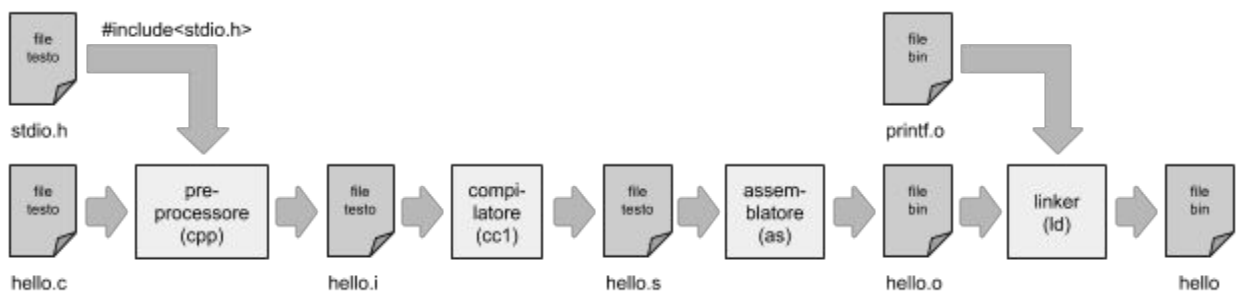 #include<stdio.h>
file
testo
file
bin
stdio.h
printf.o
file
testo
pre-
processore
(cpp)
file
testo
compi-
latore
(cc1)
file
testo
assem-
blatore
(as)
file
bin
linker
(ld)
file
bin
hello.c
hello.i
hello.s
hello.o
hello